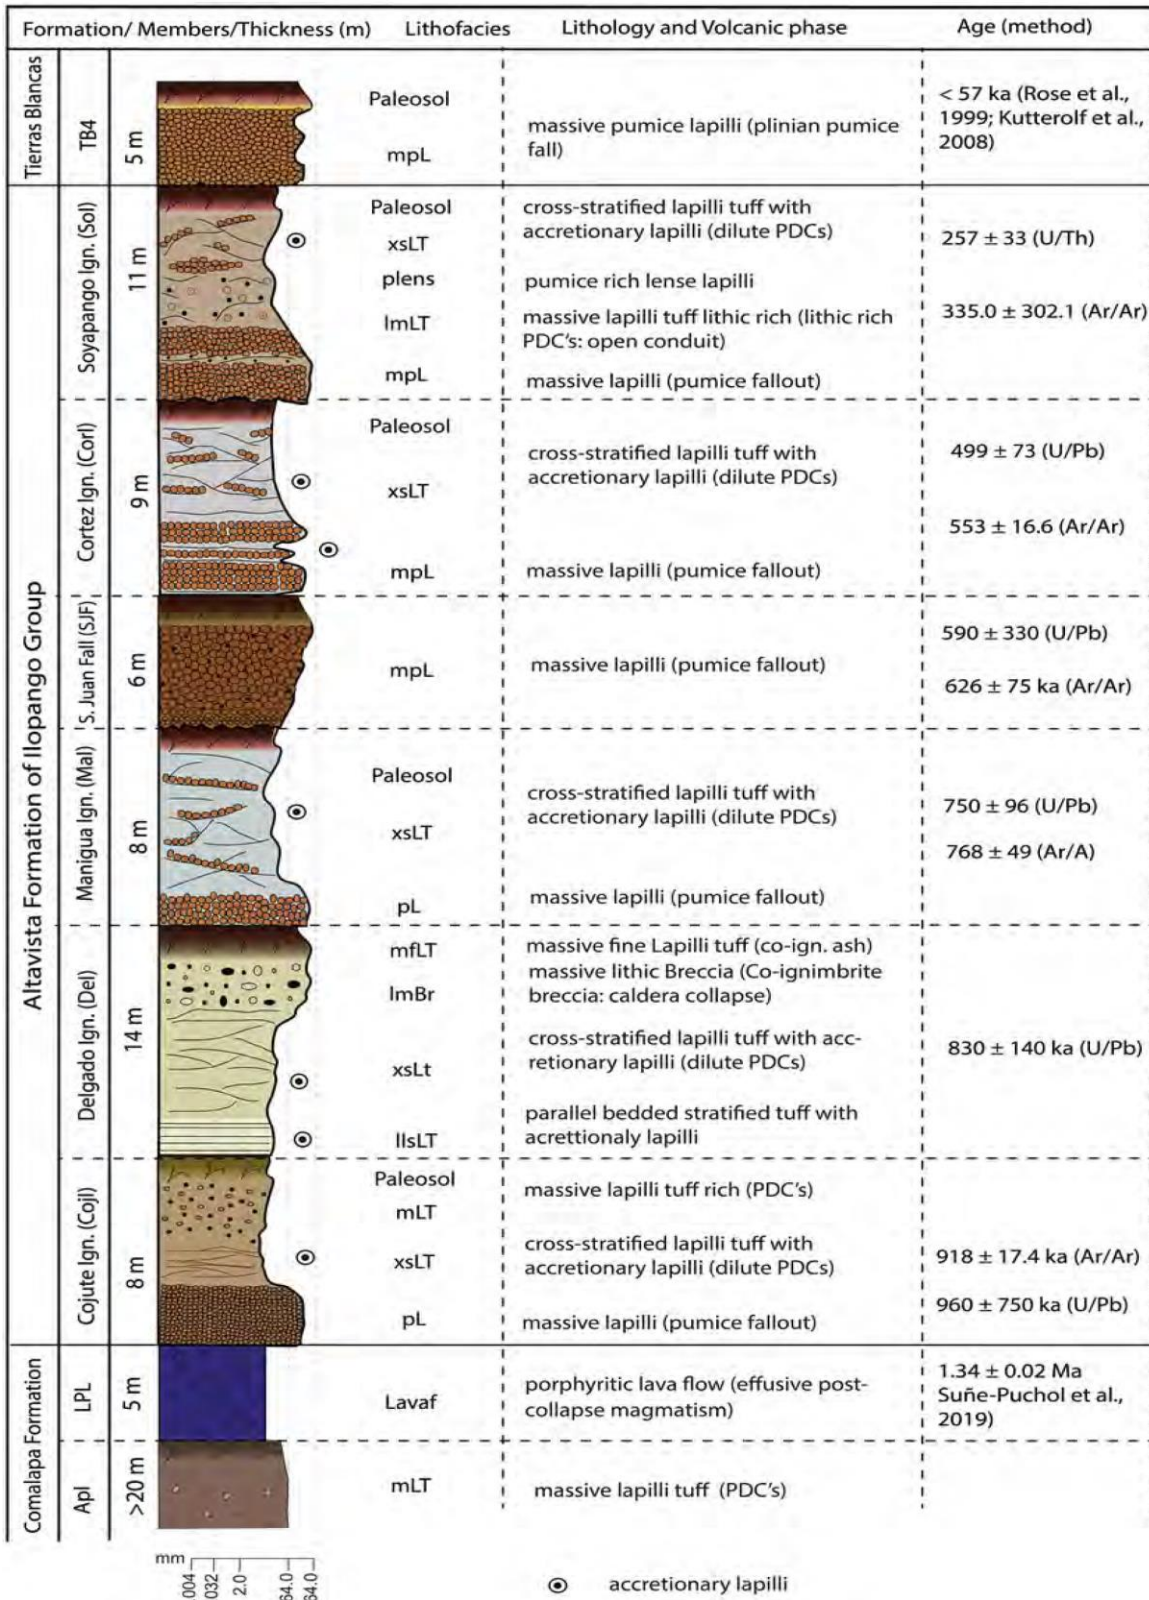 Formation/ Members/Thickness (m) Lithofacies Lithology and Volcanic phase Age (method)
Tierras Blancas
TB4
5 m
Paleosol
mpL
massive pumice lapilli (plinian pumice
fall)
< 57 ka (Rose et al.,
1999; Kutterolf et al.,
2008)
Altavista Formation of Ilopango Group
Soyapango Ign. (SoI)
11 m
Paleosol
xsLT
plens
lmLT
mpL
cross-stratified lapilli tuff with
accretionary lapilli (dilute PDCs)
pumice rich lense lapilli
massive lapilli tuff lithic rich (lithic rich
PDC's: open conduit)
massive lapilli (pumice fallout)
257 ± 33 (U/Th)
335.0 ± 302.1 (Ar/Ar)
Cortez Ign. (CorI)
9 m
Paleosol
xsLT
mpL
cross-stratified lapilli tuff with
accretionary lapilli (dilute PDCs)
massive lapilli (pumice fallout)
499 ± 73 (U/Pb)
553 ± 16.6 (Ar/Ar)
S. Juan Fall (SJF)
6 m
mpL
massive lapilli (pumice fallout)
590 ± 330 (U/Pb)
626 ± 75 ka (Ar/Ar)
Manigua Ign. (MaI)
8 m
Paleosol
xsLT
pL
cross-stratified lapilli tuff with
accretionary lapilli (dilute PDCs)
massive lapilli (pumice fallout)
750 ± 96 (U/Pb)
768 ± 49 (Ar/A)
Delgado Ign. (Del)
14 m
mfLT
lmBr
xsLt
llsLT
massive fine Lapilli tuff (co-ign. ash)
massive lithic Breccia (Co-ignimbrite
breccia: caldera collapse)
cross-stratified lapilli tuff with acc-
retionary lapilli (dilute PDCs)
parallel bedded stratified tuff with
acrettionaly lapilli
830 ± 140 ka (U/Pb)
Cojute Ign. (CojI)
8 m
Paleosol
mLT
xsLT
pL
massive lapilli tuff rich (PDC's)
cross-stratified lapilli tuff with
accretionary lapilli (dilute PDCs)
massive lapilli (pumice fallout)
918 ± 17.4 ka (Ar/Ar)
960 ± 750 ka (U/Pb)
Comalapa Formation
LPL
5 m
Lavaf
porphyritic lava flow (effusive post-
collapse magmatism)
1.34 ± 0.02 Ma
Suñe-Puchol et al.,
2019)
ApI
>20 m
mLT
massive lapilli tuff (PDC's)
mm
.004
032
2.0
64.0
64.0
accretionary lapilli